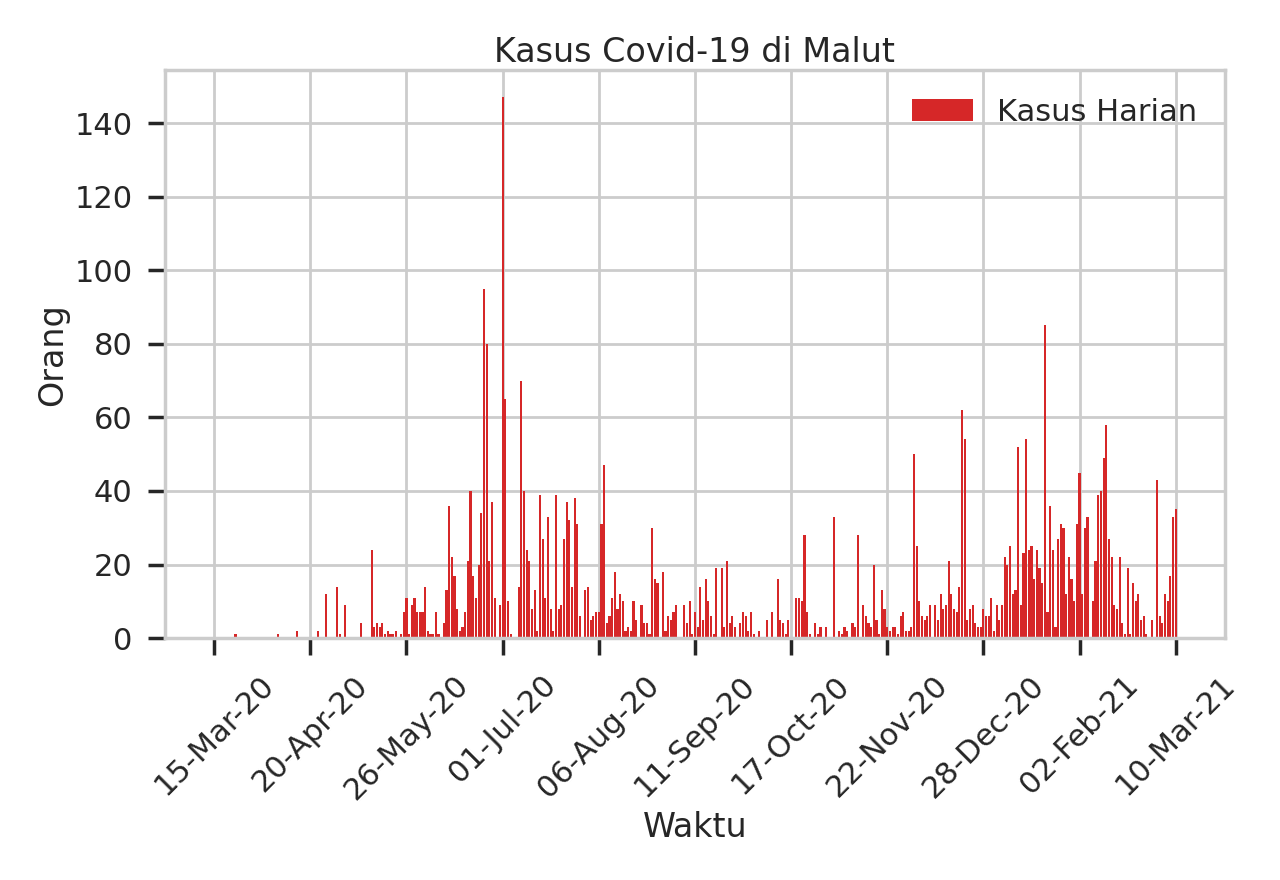 Kasus Covid-19 di Malut
Kasus Harian
Orang
140
120
100
80
60
40
20
0
15-Mar-20
20-Apr-20
26-May-20
01-Jul-20
06-Aug-20
11-Sep-20
17-Oct-20
22-Nov-20
28-Dec-20
02-Feb-21
10-Mar-21
Waktu